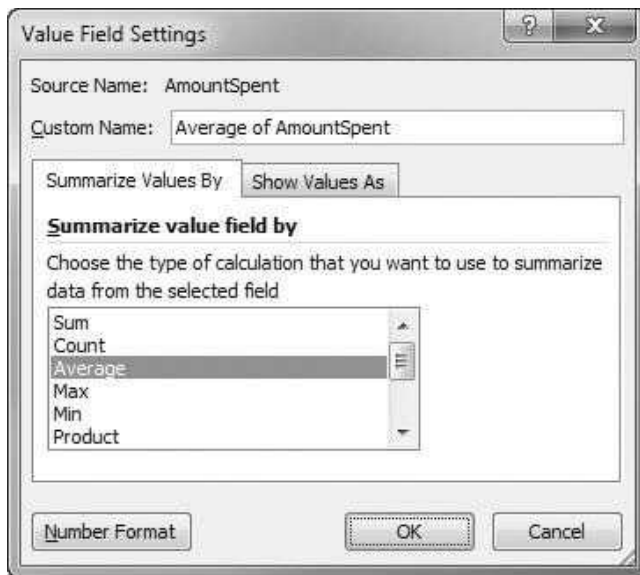 Value Field Settings
Source Name: AmountSpent
Custom Name: Average of AmountSpent
Summarize Values By Show Values As
Summarize value field by
Choose the type of calculation that you want to use to summarize
data from the selected field
Sum
Count
Average
Max
Min
Product
Number Format OK Cancel